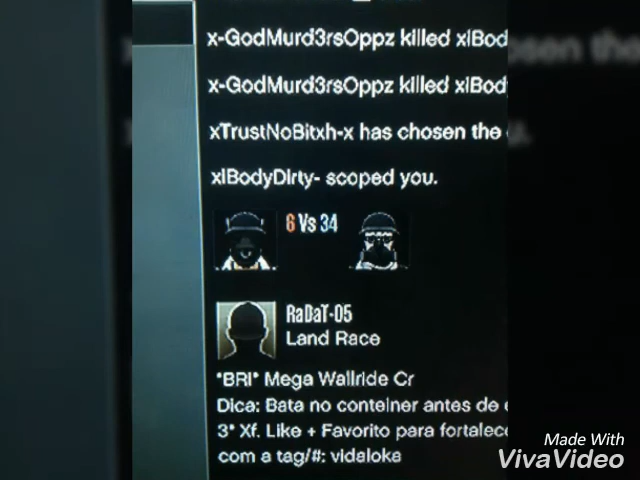 x-GodMurd3rsOppz killed xlBod
x-GodMurd3rsOppz killed xlBod
xTrustNoBitxh-x has chosen the
xlBodyDirty- scoped you.
6 Vs 34
RaDaT-05
Land Race
*BRI* Mega Wallride Cr
Dica: Bata no conteiner antes de
3* Xf. Like + Favorito para fortalec
com a tag/#: vidaloka
Made With
VivaVideo